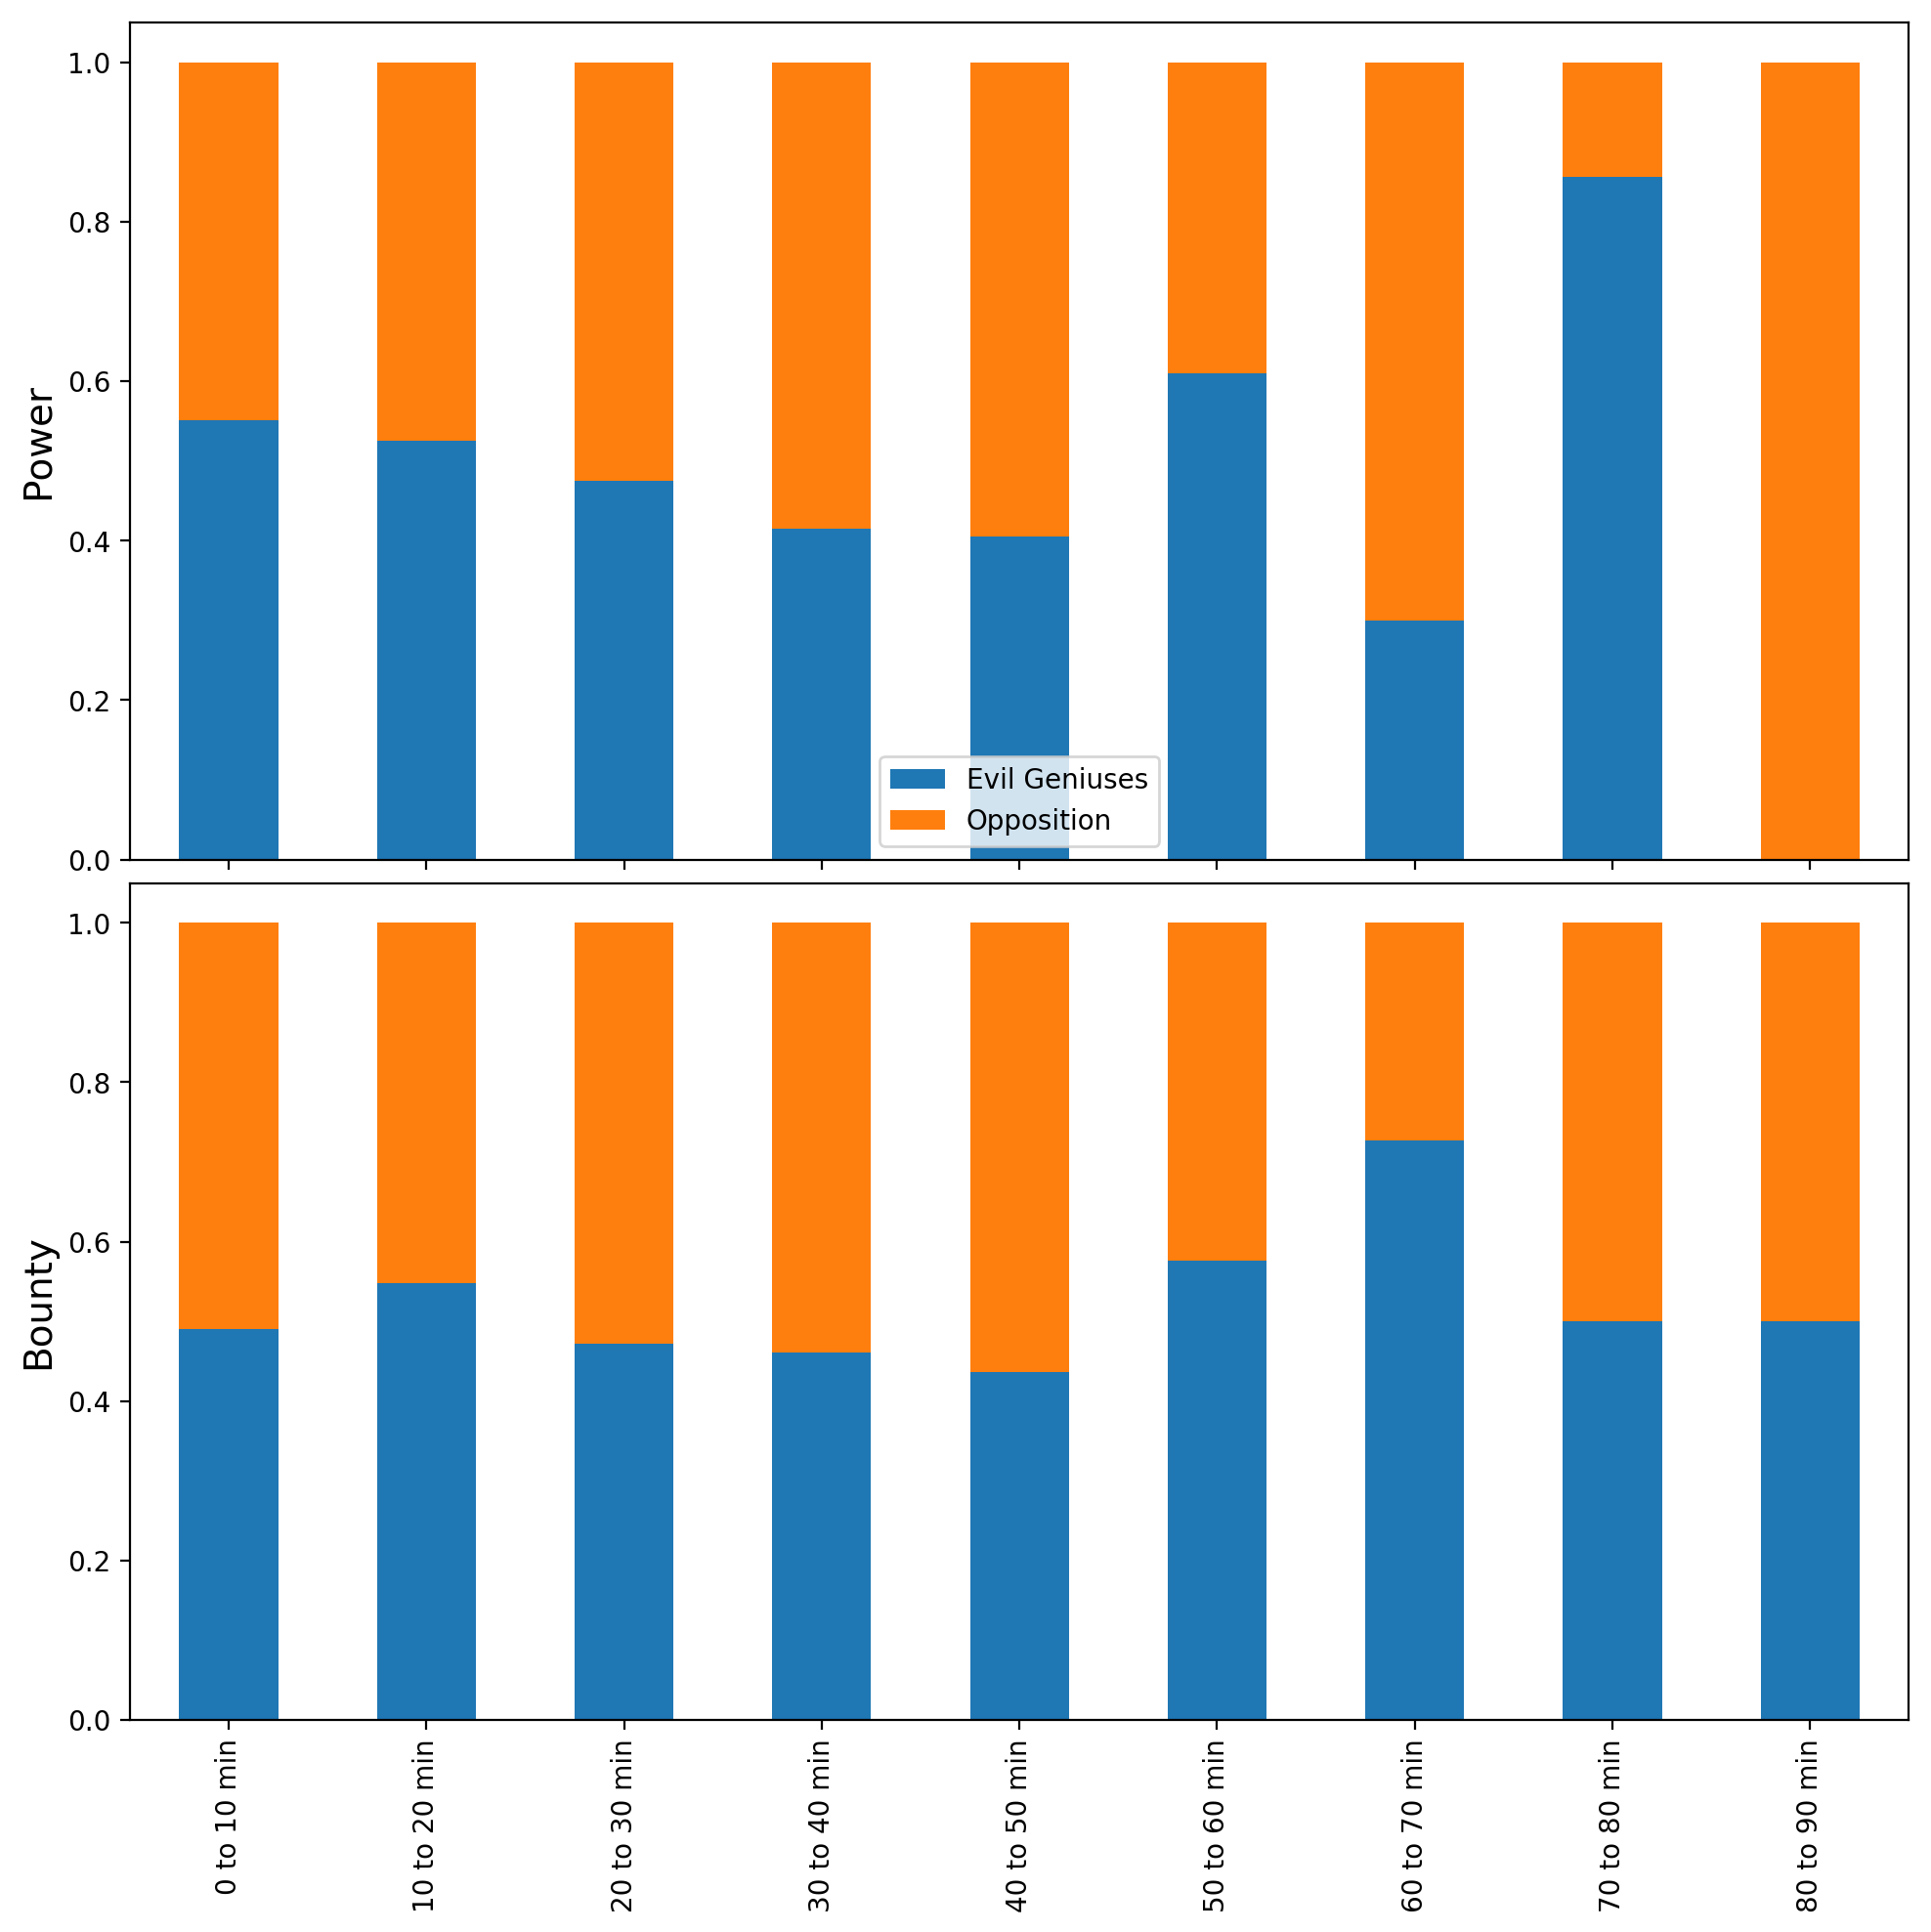 1.0
0.8
0.6
0.4
0.2
0.0
Power
Evil Geniuses
Opposition
1.0
0.8
0.6
0.4
0.2
0.0
Bounty
0 to 10 min
10 to 20 min
20 to 30 min
30 to 40 min
40 to 50 min
50 to 60 min
60 to 70 min
70 to 80 min
80 to 90 min